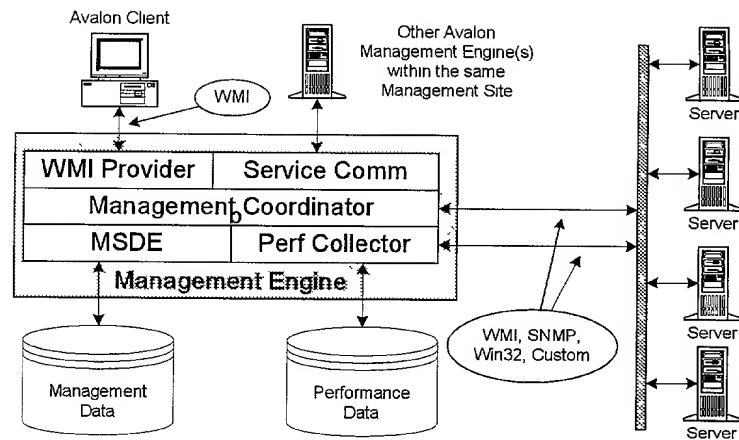 Avalon Client
Other Avalon
Management Engine(s)
within the same
Management Site
WMI
Server
WMI Provider
Service Comm
Management Coordinator
MSDE
Perf Collector
Management Engine
Server
Server
Server
WMI, SNMP,
Win32, Custom
Management
Data
Performance
Data